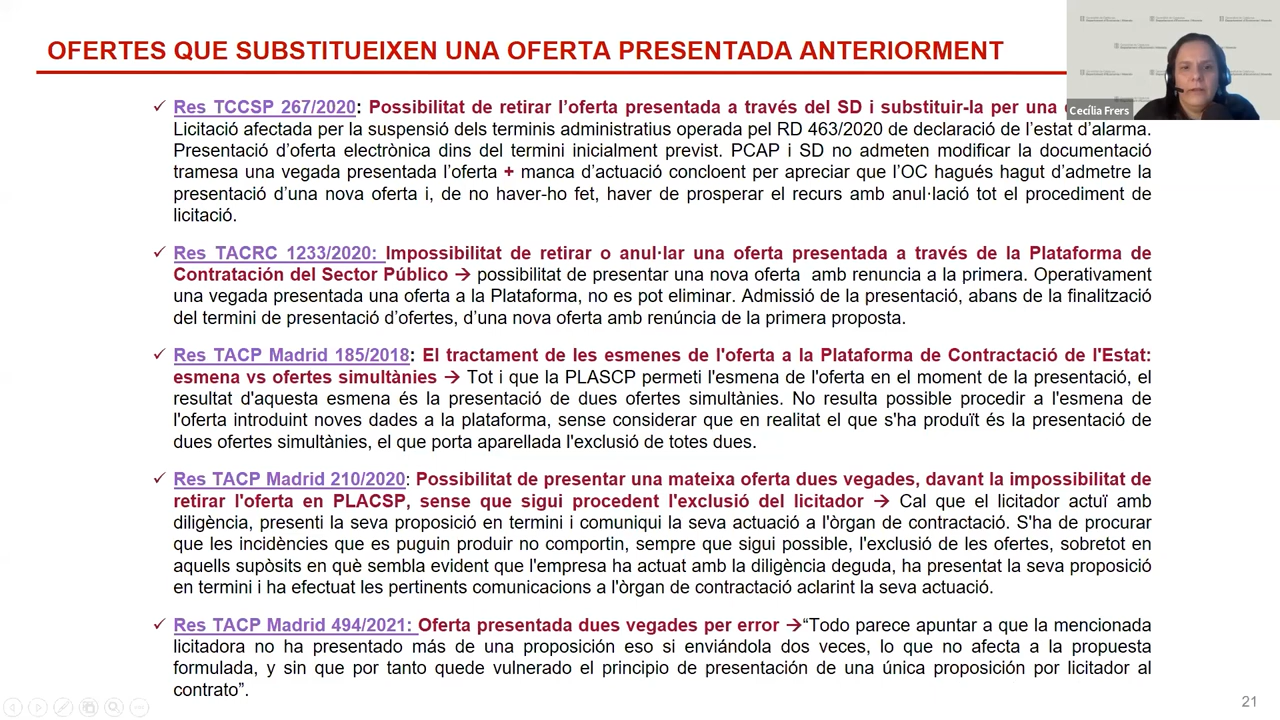 OFERTES QUE SUBSTITUEIXEN UNA OFERTA PRESENTADA ANTERIORMENT
Cecília Frers
✓ Res TCCSP 267/2020: Possibilitat de retirar l’oferta presentada a través del SD i substituir-la per una
Licitació afectada per la suspensió dels terminis administratius operada pel RD 463/2020 de declaració de l’estat d’alarma.
Presentació d’oferta electrònica dins del termini inicialment previst. PCAP i SD no admeten modificar la documentació
tramesa una vegada presentada l’oferta + manca d’actuació concloent per apreciar que l’OC hagués hagut d’admetre la
presentació d’una nova oferta i, de no haver-ho fet, haver de prosperar el recurs amb anul·lació tot el procediment de
licitació.
✓ Res TACRC 1233/2020: Impossibilitat de retirar o anul·lar una oferta presentada a través de la Plataforma de
Contratación del Sector Público → possibilitat de presentar una nova oferta amb renuncia a la primera. Operativament
una vegada presentada una oferta a la Plataforma, no es pot eliminar. Admissió de la presentació, abans de la finalització
del termini de presentació d’ofertes, d’una nova oferta amb renúncia de la primera proposta.
✓ Res TACP Madrid 185/2018: El tractament de les esmenes de l'oferta a la Plataforma de Contractació de l'Estat:
esmena vs ofertes simultànies → Tot i que la PLASCP permeti l'esmena de l'oferta en el moment de la presentació, el
resultat d'aquesta esmena és la presentació de dues ofertes simultànies. No resulta possible procedir a l'esmena de
l'oferta introduint noves dades a la plataforma, sense considerar que en realitat el que s'ha produït és la presentació de
dues ofertes simultànies, el que porta aparellada l'exclusió de totes dues.
✓ Res TACP Madrid 210/2020: Possibilitat de presentar una mateixa oferta dues vegades, davant la impossibilitat de
retirar l'oferta en PLACSP, sense que sigui procedent l'exclusió del licitador → Cal que el licitador actuï amb
diligència, presenti la seva proposició en termini i comuniqui la seva actuació a l'òrgan de contractació. S'ha de procurar
que les incidències que es puguin produir no comportin, sempre que sigui possible, l'exclusió de les ofertes, sobretot en
aquells supòsits en què sembla evident que l'empresa ha actuat amb la diligència deguda, ha presentat la seva proposició
en termini i ha efectuat les pertinents comunicacions a l'òrgan de contractació aclarint la seva actuació.
✓ Res TACP Madrid 494/2021: Oferta presentada dues vegades per error →“Todo parece apuntar a que la mencionada
licitadora no ha presentado más de una proposición eso si enviándola dos veces, lo que no afecta a la propuesta
formulada, y sin que por tanto quede vulnerado el principio de presentación de una única proposición por licitador al
contrato”.
21